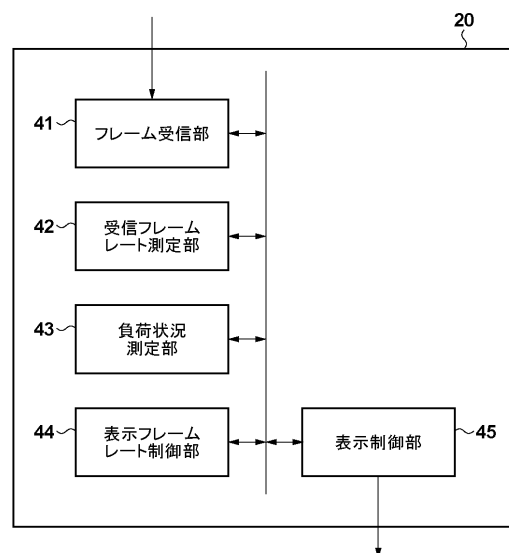 20
41
フレーム受信部
42
受信フレーム
レート測定部
43
負荷状況
測定部
44
表示フレーム
レート制御部
表示制御部
45